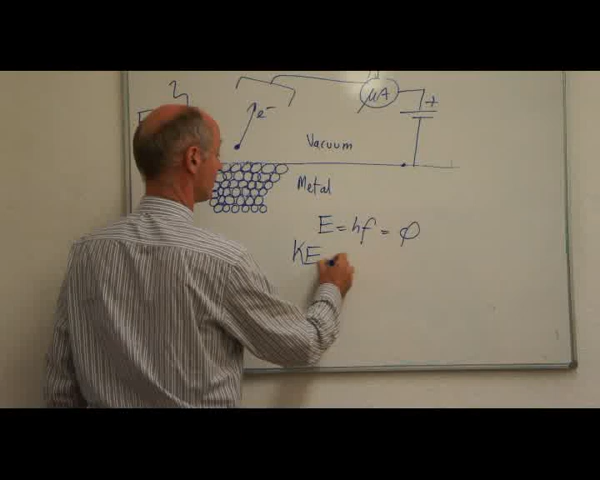 μA
+
e⁻
Vacuum
Metal
E = hf = φ
KE